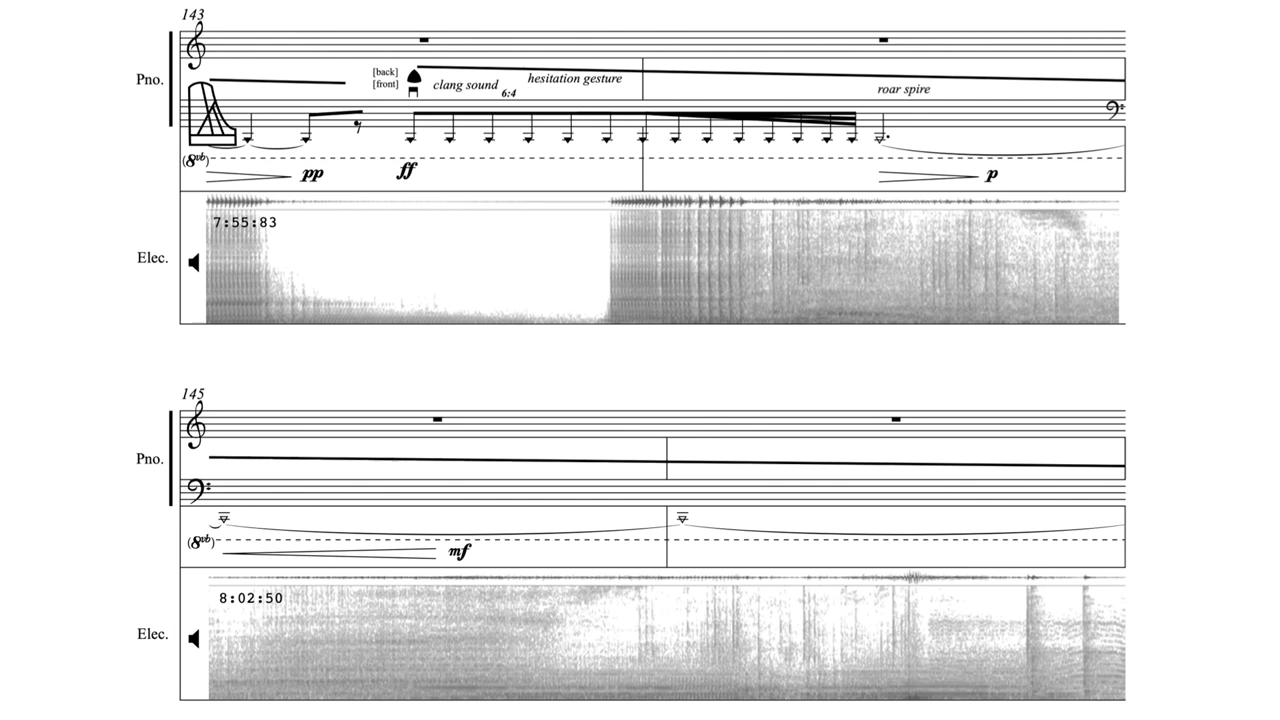 143
Pno.
[back]
[front]
clang sound
6:4
hesitation gesture
roar spire
(8vb)
pp
ff
p
7:55:83
Elec.
145
Pno.
(8vb)
mf
8:02:50
Elec.